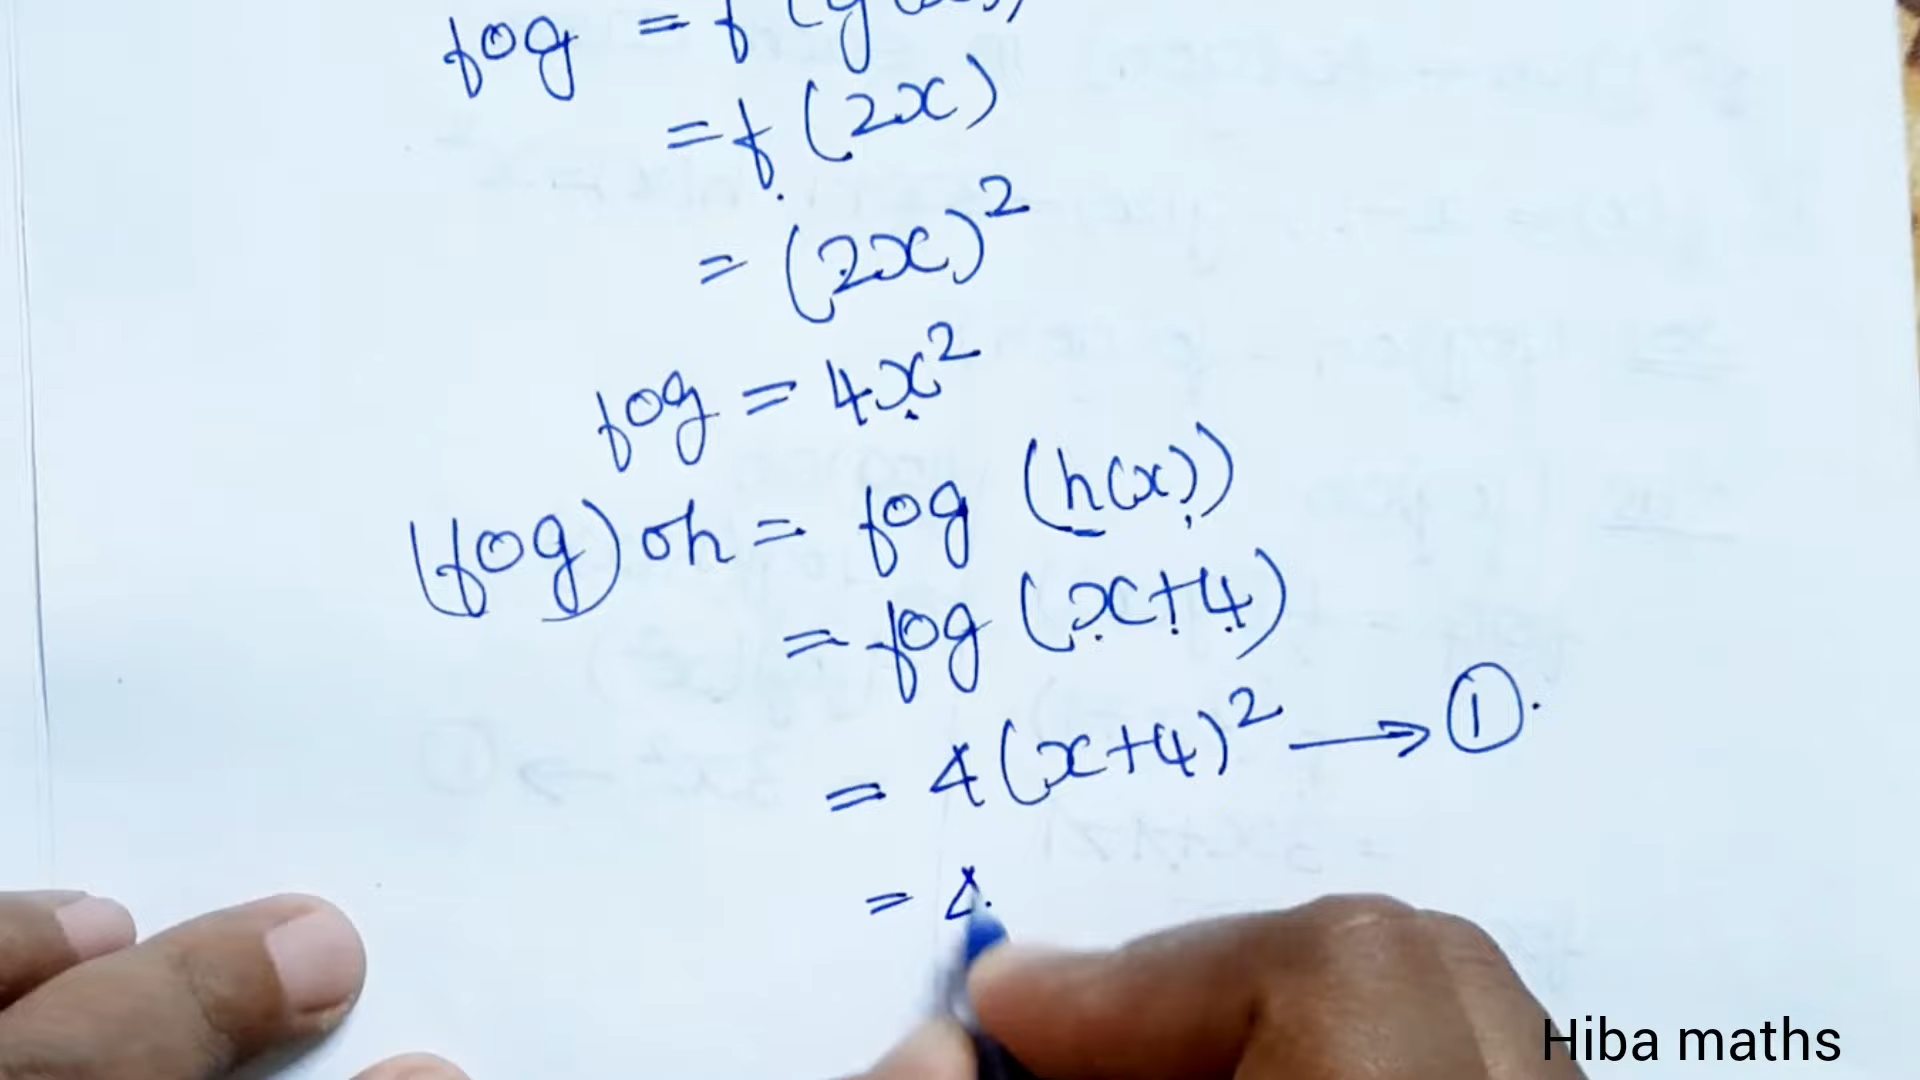 fog = f(g(x))
= f(2x)
= (2x)²
fog = 4x²
(fog)oh = fog (h(x))
= fog (x+4)
= 4(x+4)² → ①.
= 4
Hiba maths